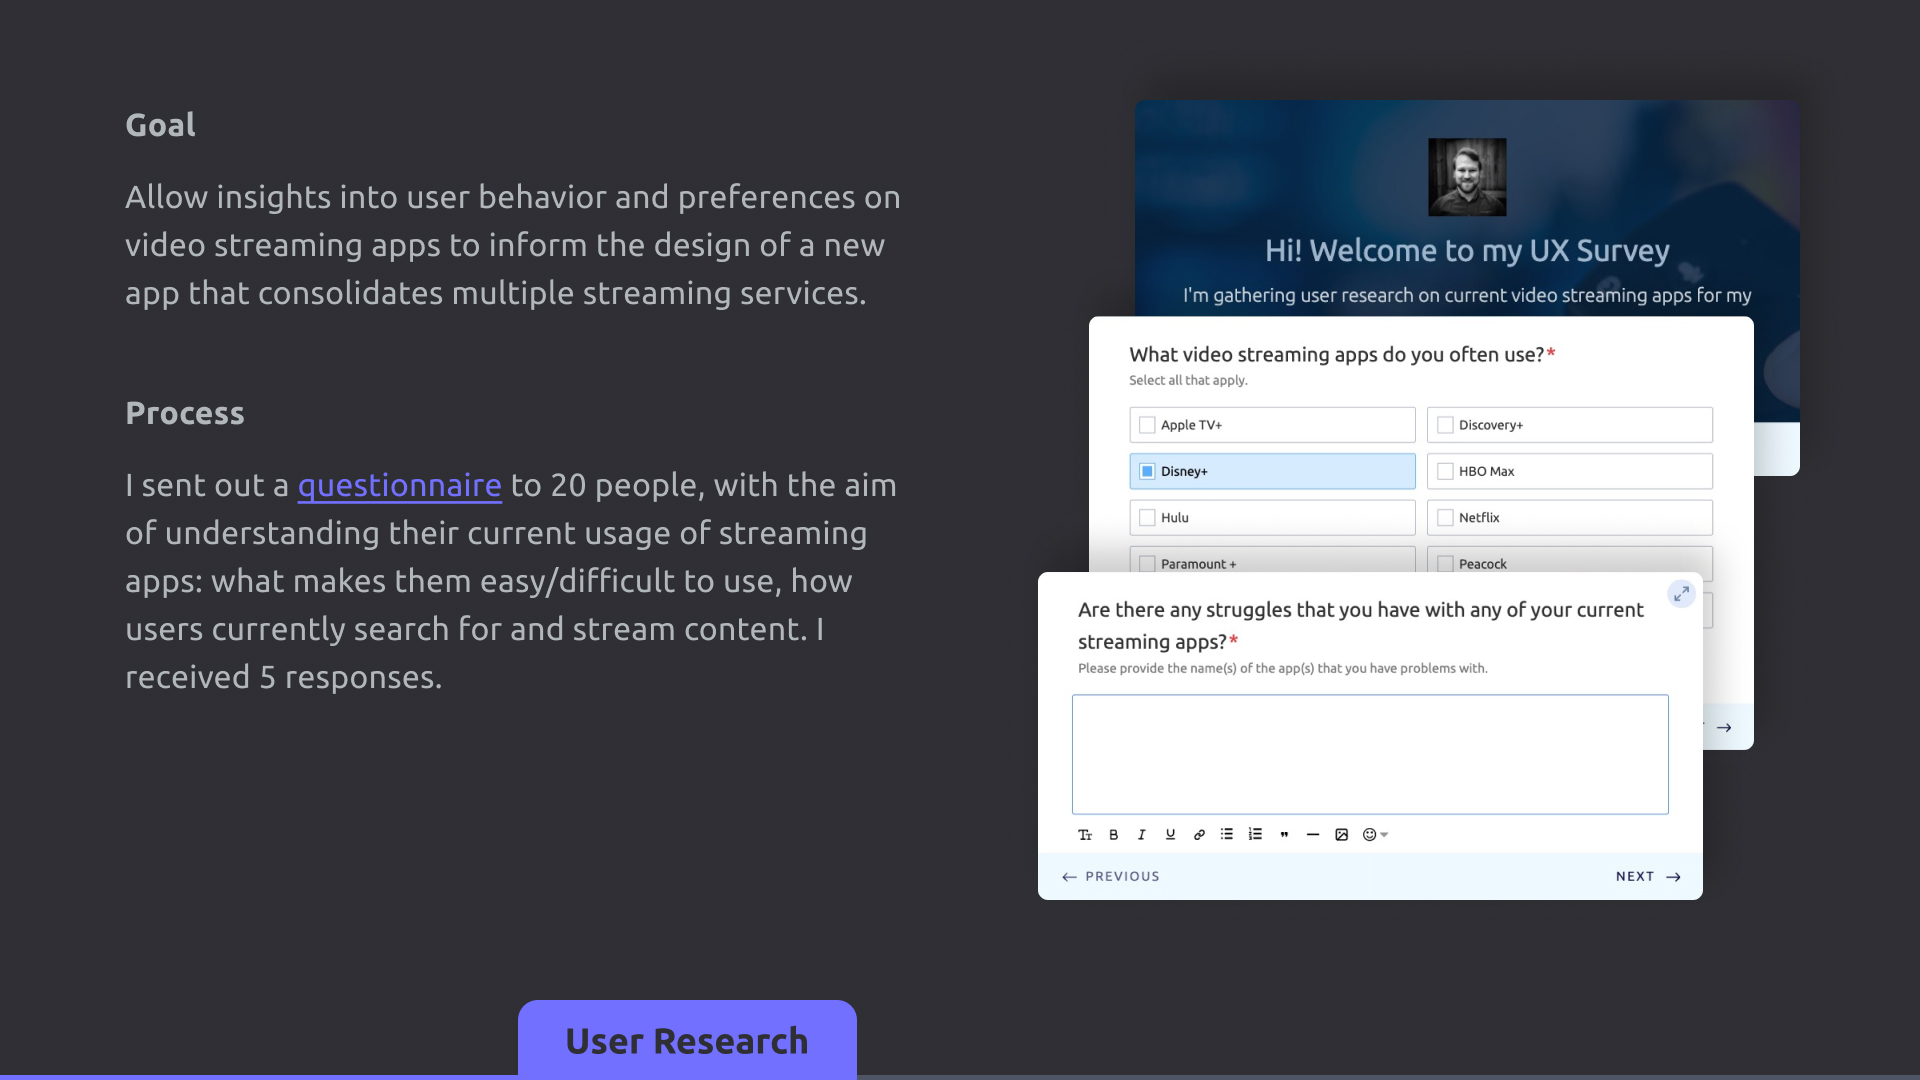 Goal
Allow insights into user behavior and preferences on
video streaming apps to inform the design of a new
app that consolidates multiple streaming services.
Process
I sent out a questionnaire to 20 people, with the aim
of understanding their current usage of streaming
apps: what makes them easy/difficult to use, how
users currently search for and stream content. I
received 5 responses.
Hi! Welcome to my UX Survey
I'm gathering user research on current video streaming apps for my
What video streaming apps do you often use?*
Select all that apply.
Apple TV+
Discovery+
Disney+
HBO Max
Hulu
Netflix
Paramount +
Peacock
Are there any struggles that you have with any of your current
streaming apps?*
Please provide the name(s) of the app(s) that you have problems with.
PREVIOUS
NEXT
User Research